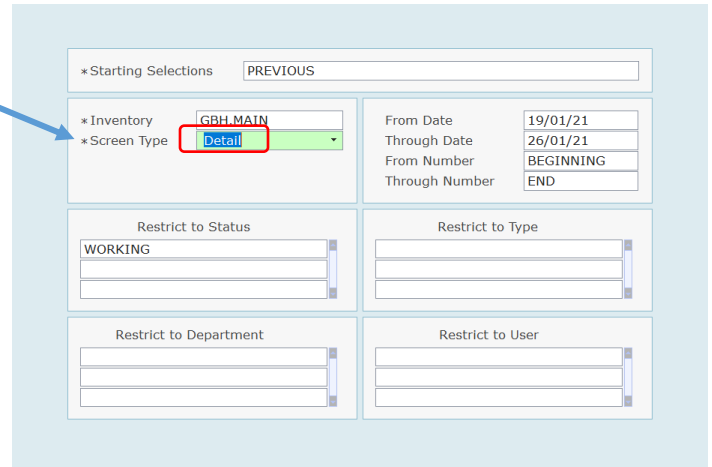 *Starting Selections PREVIOUS
*Inventory GBH.MAIN
*Screen Type Detail
From Date 19/01/21
Through Date 26/01/21
From Number BEGINNING
Through Number END
Restrict to Status
WORKING
Restrict to Type
Restrict to Department
Restrict to User